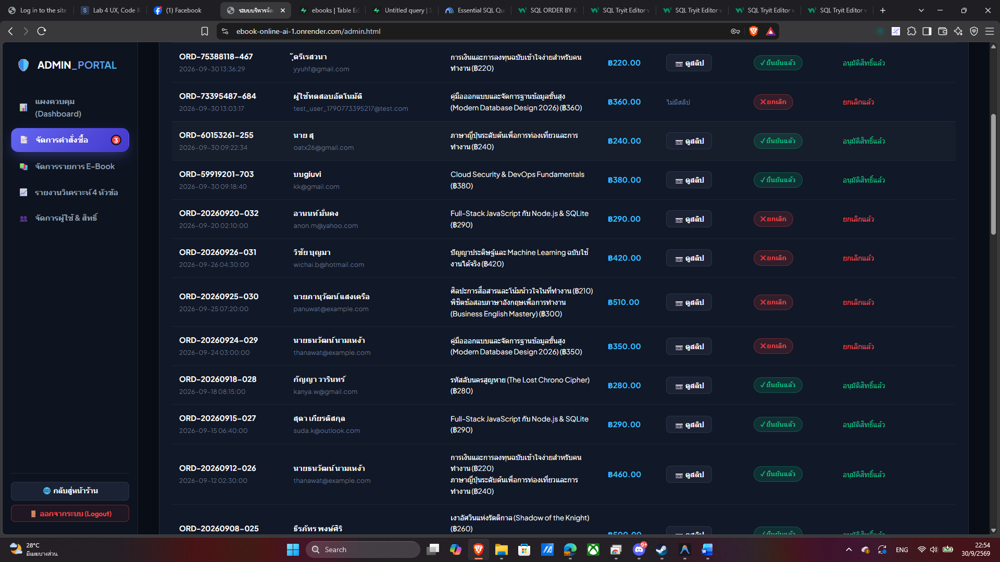 Log in to the site
Lab 4 UX, Code R
(1) Facebook
ระบบบริหารจัด
ebooks | Table Ed
Untitled query | S
Essential SQL Qu
SQL ORDER BY K
SQL Tryit Editor v
SQL Tryit Editor v
SQL Tryit Editor v
SQL Tryit Editor v
ebook-online-ai-1.onrender.com/admin.html
ADMIN_PORTAL
แผงควบคุม
(Dashboard)
จัดการคำสั่งซื้อ
3
จัดการรายการ E-Book
รายงานวิเคราะห์ 4 หัวข้อ
จัดการผู้ใช้ & สิทธิ์
กลับสู่หน้าร้าน
ออกจากระบบ (Logout)
ORD-75388118-467
2026-09-30 13:36:29
yyuhf@gmail.com
การเงินและการลงทุนฉบับเข้าใจง่ายสำหรับคน
ทำงาน (฿220)
฿220.00
ดูสลิป
✓ ยืนยันแล้ว
อนุมัติสิทธิ์แล้ว
ORD-73395487-684
2026-09-30 13:03:17
ผู้ใช้ทดสอบอัตโนมัติ
test_user_1790773395217@test.com
คู่มือออกแบบและจัดการฐานข้อมูลขั้นสูง
(Modern Database Design 2026) (฿360)
฿360.00
ไม่มีสลิป
✕ ยกเลิก
ยกเลิกแล้ว
ORD-60153261-255
2026-09-30 09:22:34
นาย สุ
oatx26@gmail.com
ภาษาญี่ปุ่นระดับต้นเพื่อการท่องเที่ยวและการ
ทำงาน (฿240)
฿240.00
ดูสลิป
✓ ยืนยันแล้ว
อนุมัติสิทธิ์แล้ว
ORD-59919201-703
2026-09-30 09:18:40
บบgiuvi
kk@gmail.com
Cloud Security & DevOps Fundamentals
(฿380)
฿380.00
ดูสลิป
✓ ยืนยันแล้ว
อนุมัติสิทธิ์แล้ว
ORD-20260920-032
2026-09-20 02:10:00
อานนท์ มั่นคง
anon.m@yahoo.com
Full-Stack JavaScript กับ Node.js & SQLite
(฿290)
฿290.00
ดูสลิป
✕ ยกเลิก
ยกเลิกแล้ว
ORD-20260926-031
2026-09-26 04:30:00
วิชัย บุญมา
wichai.b@hotmail.com
ปัญญาประดิษฐ์และ Machine Learning ฉบับใช้
งานได้จริง (฿420)
฿420.00
ดูสลิป
✕ ยกเลิก
ยกเลิกแล้ว
ORD-20260925-030
2026-09-25 07:20:00
นายภานุวัฒน์ แสงเครือ
panuwat@example.com
ศิลปะการสื่อสารและโน้มน้าวใจในที่ทำงาน (฿210)
พิชิตข้อสอบภาษาอังกฤษเพื่อการทำงาน
(Business English Mastery) (฿300)
฿510.00
ดูสลิป
✕ ยกเลิก
ยกเลิกแล้ว
ORD-20260924-029
2026-09-24 03:00:00
นายธนวัฒน์ นามเหง้า
thanawat@example.com
คู่มือออกแบบและจัดการฐานข้อมูลขั้นสูง
(Modern Database Design 2026) (฿350)
฿350.00
ดูสลิป
✕ ยกเลิก
ยกเลิกแล้ว
ORD-20260918-028
2026-09-18 08:15:00
กัญญา วารินทร์
kanya.w@gmail.com
รหัสลับนครสูญหาย (The Lost Chrono Cipher)
(฿280)
฿280.00
ดูสลิป
✓ ยืนยันแล้ว
อนุมัติสิทธิ์แล้ว
ORD-20260915-027
2026-09-15 06:40:00
สุดา เกียรติสกุล
suda.k@outlook.com
Full-Stack JavaScript กับ Node.js & SQLite
(฿290)
฿290.00
ดูสลิป
✓ ยืนยันแล้ว
อนุมัติสิทธิ์แล้ว
ORD-20260912-026
2026-09-12 02:30:00
นายธนวัฒน์ นามเหง้า
thanawat@example.com
การเงินและการลงทุนฉบับเข้าใจง่ายสำหรับคน
ทำงาน (฿220)
ภาษาญี่ปุ่นระดับต้นเพื่อการท่องเที่ยวและการ
ทำงาน (฿240)
฿460.00
ดูสลิป
✓ ยืนยันแล้ว
อนุมัติสิทธิ์แล้ว
ORD-20260908-025
ธีรภัทร พงษ์ศิริ
เงาอัศวินแห่งรัตติกาล (Shadow of the Knight)
(฿260)
28°C
มีเมฆบางส่วน
Search
9+
ENG
22:54
30/9/2569